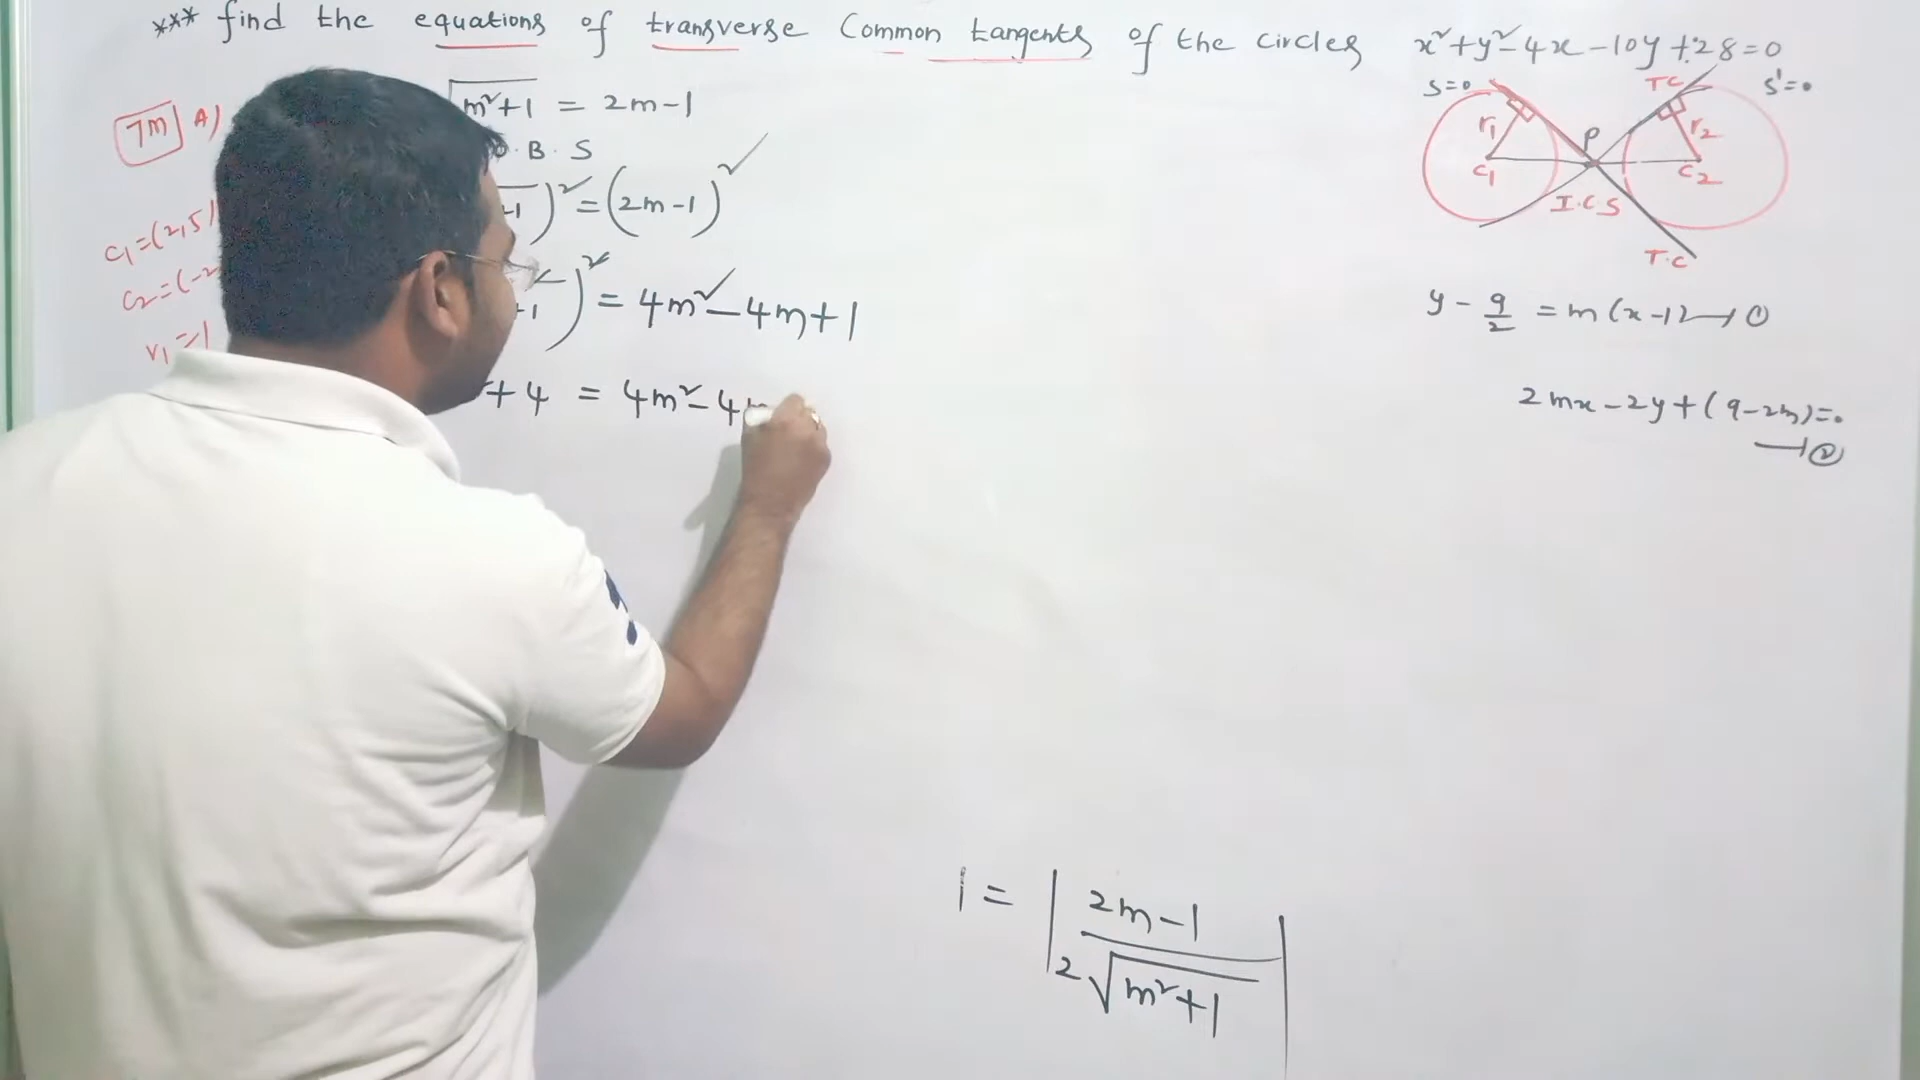 *** find the equations of transverse common tangents of the circles x²+y²-4x-10y+28=0
7m A)
√m²+1 = 2m-1
. B. S
)² = (2m-1)²
)² = 4m²-4m+1
+4 = 4m²-4m
c₁=(2,5)
c₂=(-2
r₁=1
s=0
T.C
s'=0
r₁
P
r₂
c₁
c₂
I.C.S
T.C
y - 9/2 = m(x-1) → ①
2mx-2y+(9-2m)=0
→ ②
1 = | 2m-1 / 2√m²+1 |